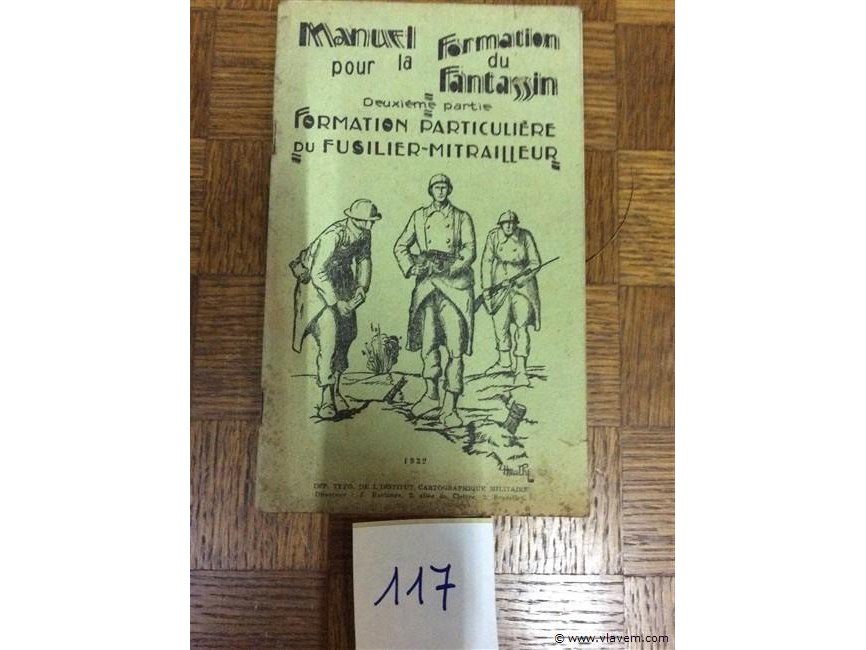 Manuel
pour la
Formation
du
Fantassin
Deuxième partie
FORMATION PARTICULIÈRE
DU FUSILIER-MITRAILLEUR
IMP. TYPO. DE L'INSTITUT CARTOGRAPHIQUE MILITAIRE
117
© www.vlavem.com